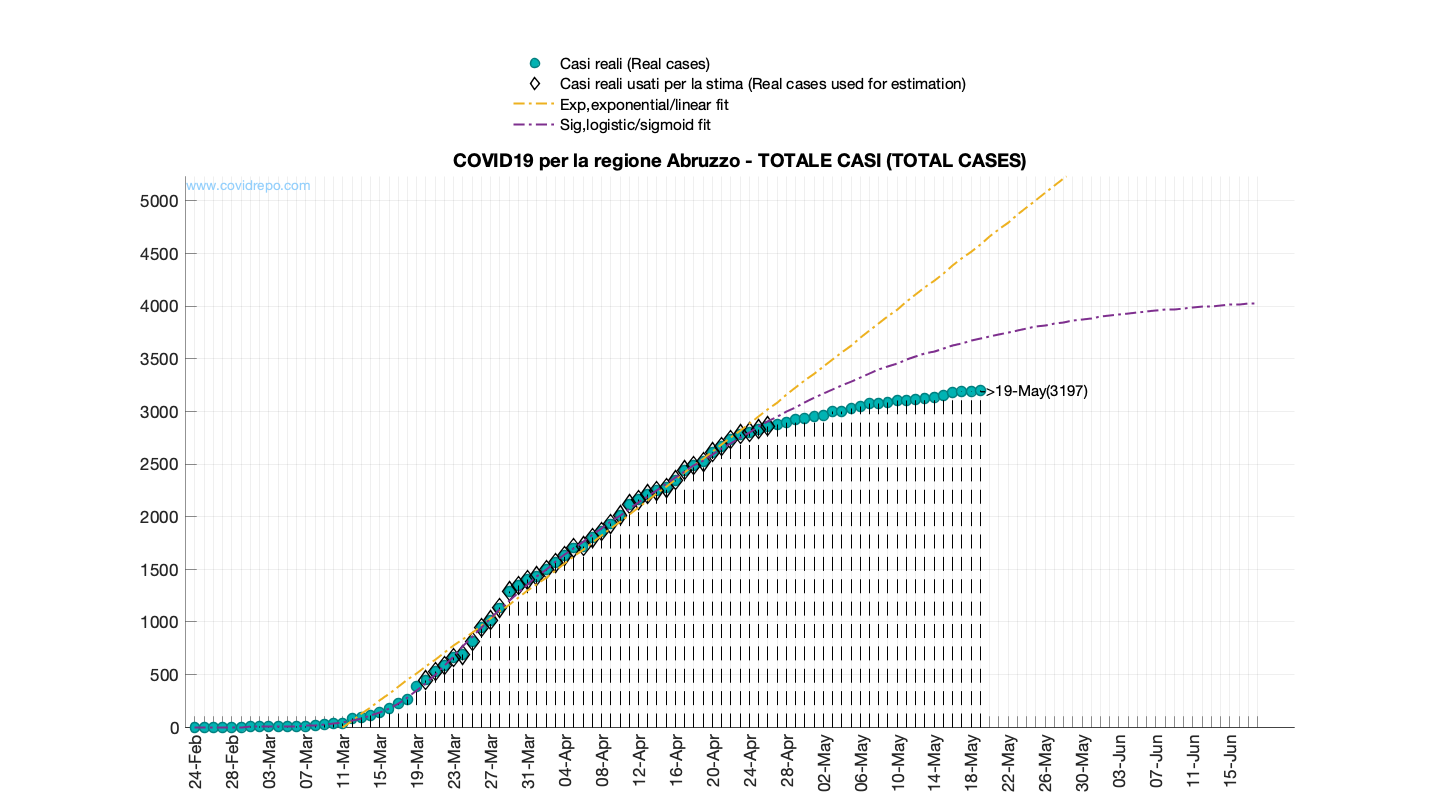 Casi reali (Real cases)
Casi reali usati per la stima (Real cases used for estimation)
Exp,exponential/linear fit
Sig,logistic/sigmoid fit
COVID19 per la regione Abruzzo - TOTALE CASI (TOTAL CASES)
www.covidrepo.com
5000
4500
4000
3500
3000
2500
2000
1500
1000
500
0
>19-May(3197)
24-Feb
28-Feb
03-Mar
07-Mar
11-Mar
15-Mar
19-Mar
23-Mar
27-Mar
31-Mar
04-Apr
08-Apr
12-Apr
16-Apr
20-Apr
24-Apr
28-Apr
02-May
06-May
10-May
14-May
18-May
22-May
26-May
30-May
03-Jun
07-Jun
11-Jun
15-Jun